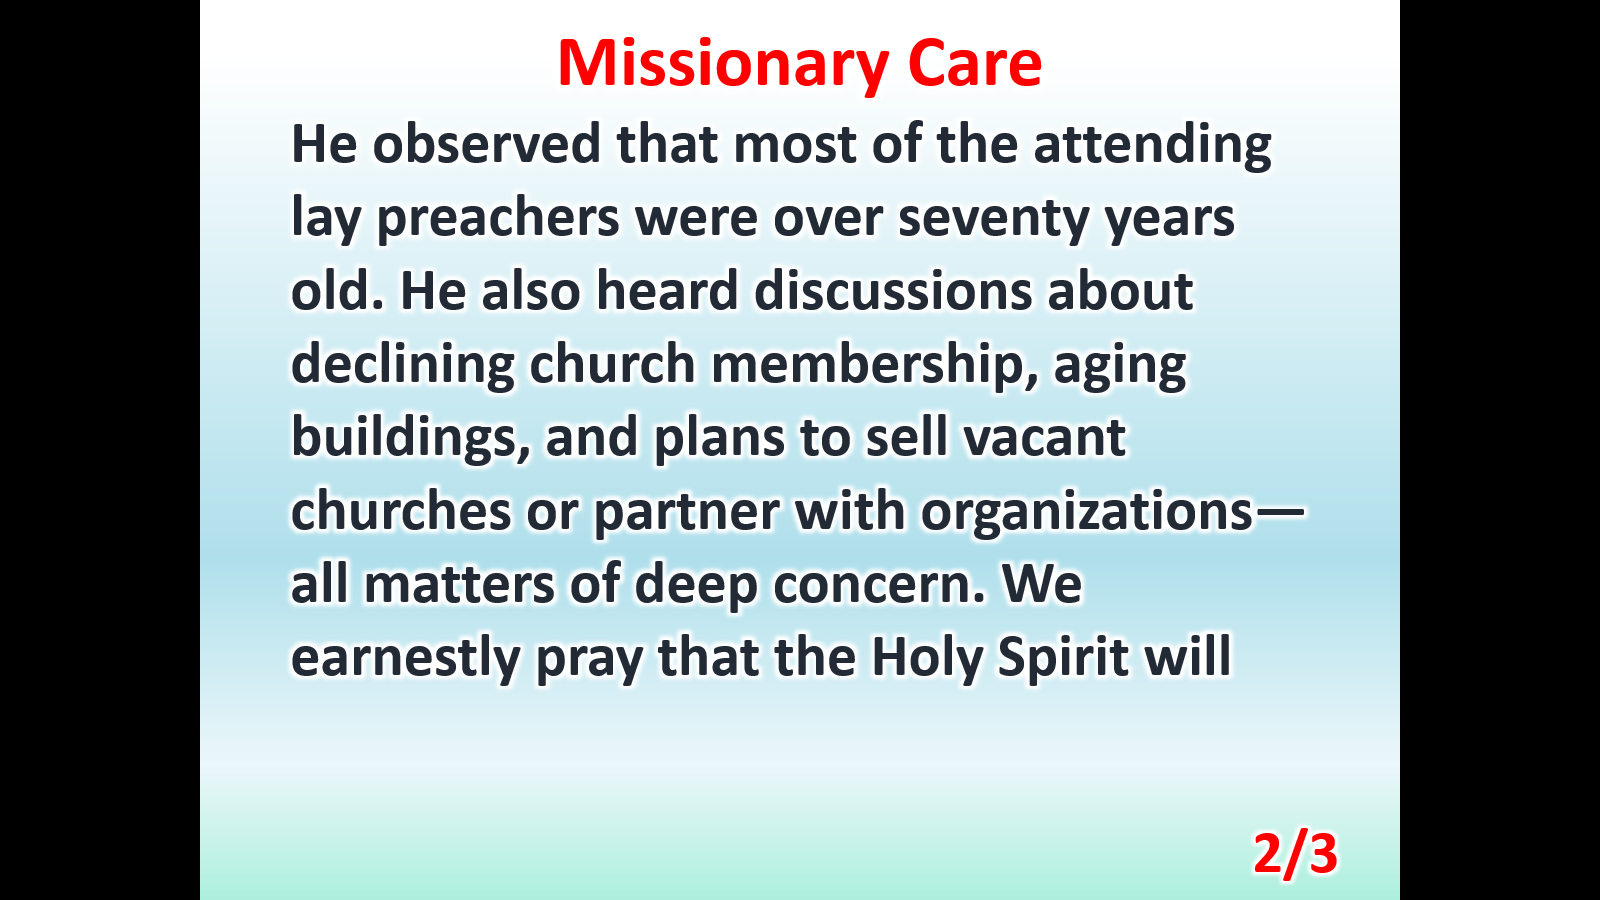 Missionary Care
He observed that most of the attending
lay preachers were over seventy years
old. He also heard discussions about
declining church membership, aging
buildings, and plans to sell vacant
churches or partner with organizations—
all matters of deep concern. We
earnestly pray that the Holy Spirit will
2/3